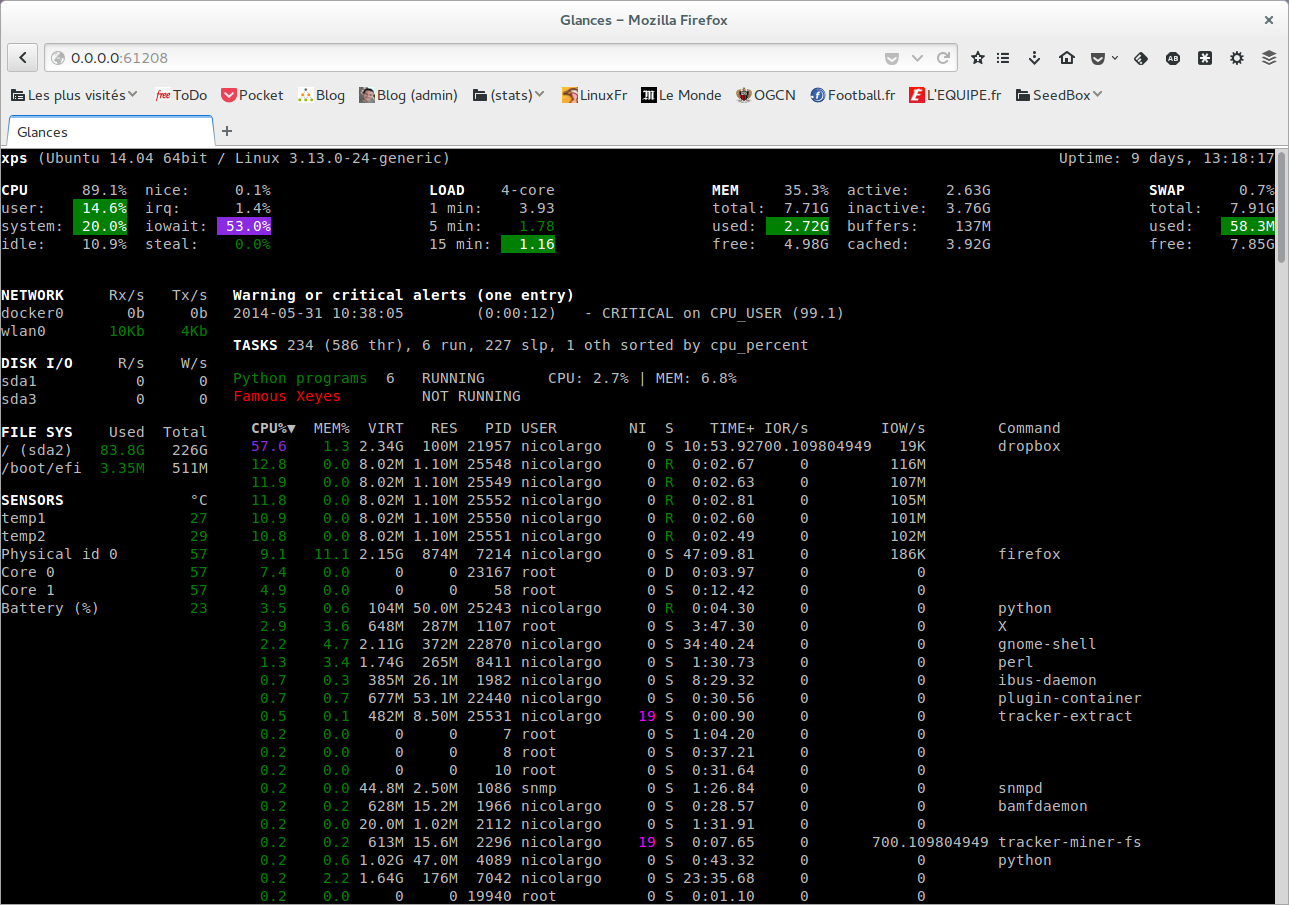 Glances - Mozilla Firefox
0.0.0.0:61208
Les plus visités ToDo Pocket Blog Blog (admin) (stats) LinuxFr Le Monde OGCN Football.fr L'EQUIPE.fr SeedBox
Glances
xps (Ubuntu 14.04 64bit / Linux 3.13.0-24-generic) Uptime: 9 days, 13:18:17
CPU 89.1% nice: 0.1% LOAD 4-core MEM 35.3% active: 2.63G SWAP 0.7%
user: 14.6% irq: 1.4% 1 min: 3.93 total: 7.71G inactive: 3.76G total: 7.91G
system: 20.0% iowait: 53.0% 5 min: 1.78 used: 2.72G buffers: 137M used: 58.3M
idle: 10.9% steal: 0.0% 15 min: 1.16 free: 4.98G cached: 3.92G free: 7.85G
NETWORK Rx/s Tx/s
docker0 0b 0b
wlan0 10Kb 4Kb
DISK I/O R/s W/s
sda1 0 0
sda3 0 0
FILE SYS Used Total
/ (sda2) 83.8G 226G
/boot/efi 3.35M 511M
SENSORS °C
temp1 27
temp2 29
Physical id 0 57
Core 0 57
Core 1 57
Battery (%) 23
Warning or critical alerts (one entry)
2014-05-31 10:38:05 (0:00:12) - CRITICAL on CPU_USER (99.1)
TASKS 234 (586 thr), 6 run, 227 slp, 1 oth sorted by cpu_percent
Python programs 6 RUNNING CPU: 2.7% | MEM: 6.8%
Famous Xeyes NOT RUNNING
CPU%▼ MEM% VIRT RES PID USER NI S TIME+ IOR/s IOW/s Command
57.6 1.3 2.34G 100M 21957 nicolargo 0 S 10:53.92700.109804949 19K dropbox
12.8 0.0 8.02M 1.10M 25548 nicolargo 0 R 0:02.67 0 116M
11.9 0.0 8.02M 1.10M 25549 nicolargo 0 R 0:02.63 0 107M
11.8 0.0 8.02M 1.10M 25552 nicolargo 0 R 0:02.81 0 105M
10.9 0.0 8.02M 1.10M 25550 nicolargo 0 R 0:02.60 0 101M
10.8 0.0 8.02M 1.10M 25551 nicolargo 0 R 0:02.49 0 102M
9.1 11.1 2.15G 874M 7214 nicolargo 0 S 47:09.81 0 186K firefox
7.4 0.0 0 0 23167 root 0 D 0:03.97 0 0
4.9 0.0 0 0 58 root 0 S 0:12.42 0 0
3.5 0.6 104M 50.0M 25243 nicolargo 0 R 0:04.30 0 0 python
2.9 3.6 648M 287M 1107 root 0 S 3:47.30 0 0 X
2.2 4.7 2.11G 372M 22870 nicolargo 0 S 34:40.24 0 0 gnome-shell
1.3 3.4 1.74G 265M 8411 nicolargo 0 S 1:30.73 0 0 perl
0.7 0.3 385M 26.1M 1982 nicolargo 0 S 8:29.32 0 0 ibus-daemon
0.7 0.7 677M 53.1M 22440 nicolargo 0 S 0:30.56 0 0 plugin-container
0.5 0.1 482M 8.50M 25531 nicolargo 19 S 0:00.90 0 0 tracker-extract
0.2 0.0 0 0 7 root 0 S 1:04.20 0 0
0.2 0.0 0 0 8 root 0 S 0:37.21 0 0
0.2 0.0 0 0 10 root 0 S 0:31.64 0 0
0.2 0.0 44.8M 2.50M 1086 snmp 0 S 1:26.84 0 0 snmpd
0.2 0.2 628M 15.2M 1966 nicolargo 0 S 0:28.57 0 0 bamfdaemon
0.2 0.0 20.0M 1.02M 2112 nicolargo 0 S 1:31.91 0 0
0.2 0.2 613M 15.6M 2296 nicolargo 19 S 0:07.65 0 700.109804949 tracker-miner-fs
0.2 0.6 1.02G 47.0M 4089 nicolargo 0 S 0:43.32 0 0 python
0.2 2.2 1.64G 176M 7042 nicolargo 0 S 23:35.68 0 0
0.2 0.0 0 0 19940 root 0 S 0:01.10 0 0